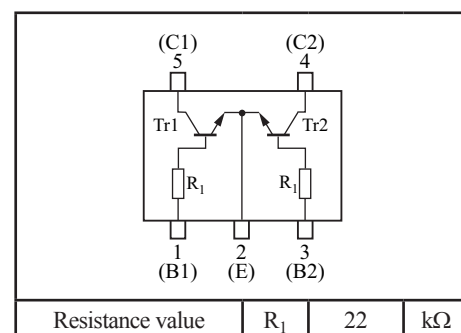 (C1) (C2)
5 4
Tr1 Tr2
R1 R1
1 2 3
(B1) (E) (B2)
Resistance value R1 22 kΩ